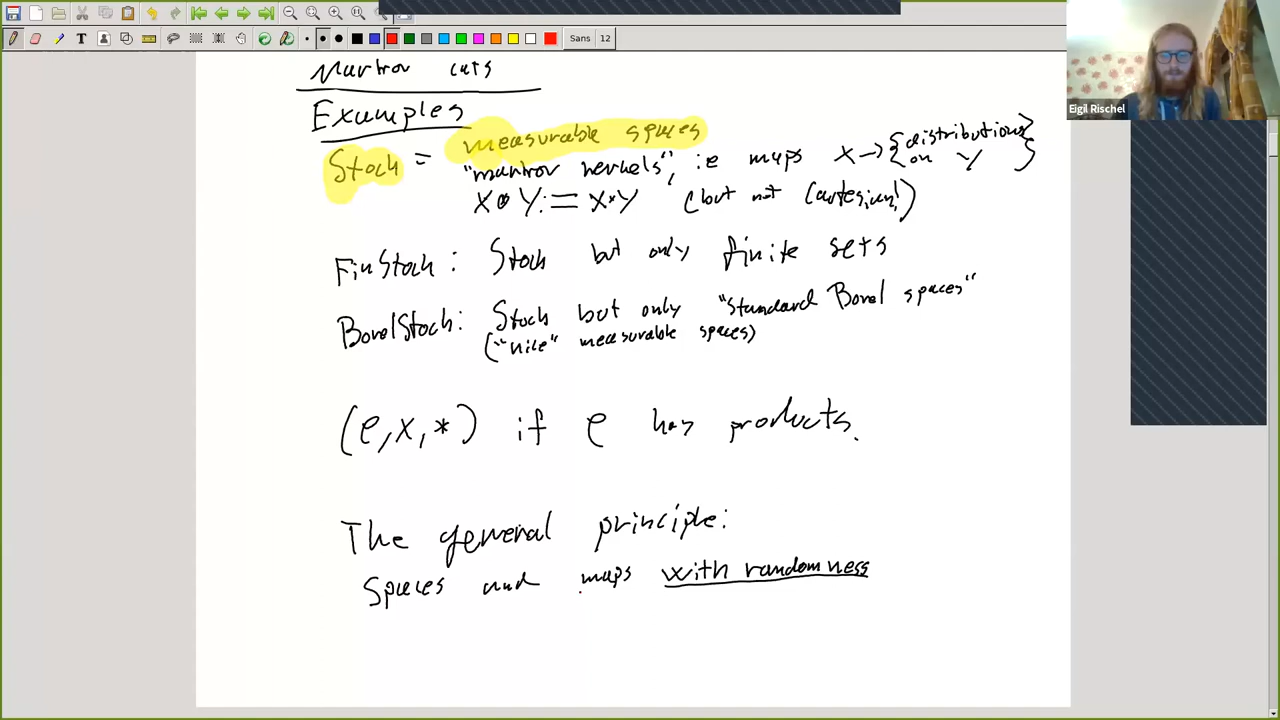 Sans 12
Eigil Rischel
Markov cats
Examples
Stoch = measurable spaces
"markov kernels", i.e maps X → {distributions on Y}
X ⊗ Y := X × Y (but not Cartesian!)
FinStoch : Stoch but only finite sets
BorelStoch: Stoch but only "Standard Borel spaces"
("nice" measurable spaces)
(C, x, *) if C has products.
The general principle:
Spaces and maps with randomness